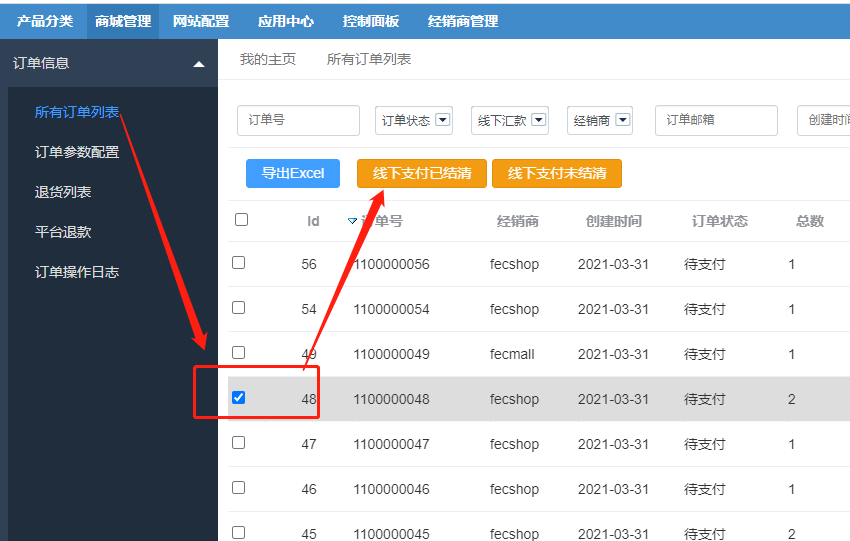 产品分类 商城管理 网站配置 应用中心 控制面板 经销商管理
订单信息
所有订单列表
订单参数配置
退货列表
平台退款
订单操作日志
我的主页 所有订单列表
订单号 订单状态 线下汇款 经销商 订单邮箱 创建时间
导出Excel 线下支付已结清 线下支付未结清
Id 订单号 经销商 创建时间 订单状态 总数
56 1100000056 fecshop 2021-03-31 待支付 1
54 1100000054 fecshop 2021-03-31 待支付 1
49 1100000049 fecmall 2021-03-31 待支付 1
48 1100000048 fecshop 2021-03-31 待支付 2
47 1100000047 fecshop 2021-03-31 待支付 1
46 1100000046 fecshop 2021-03-31 待支付 1
45 1100000045 fecshop 2021-03-31 待支付 2